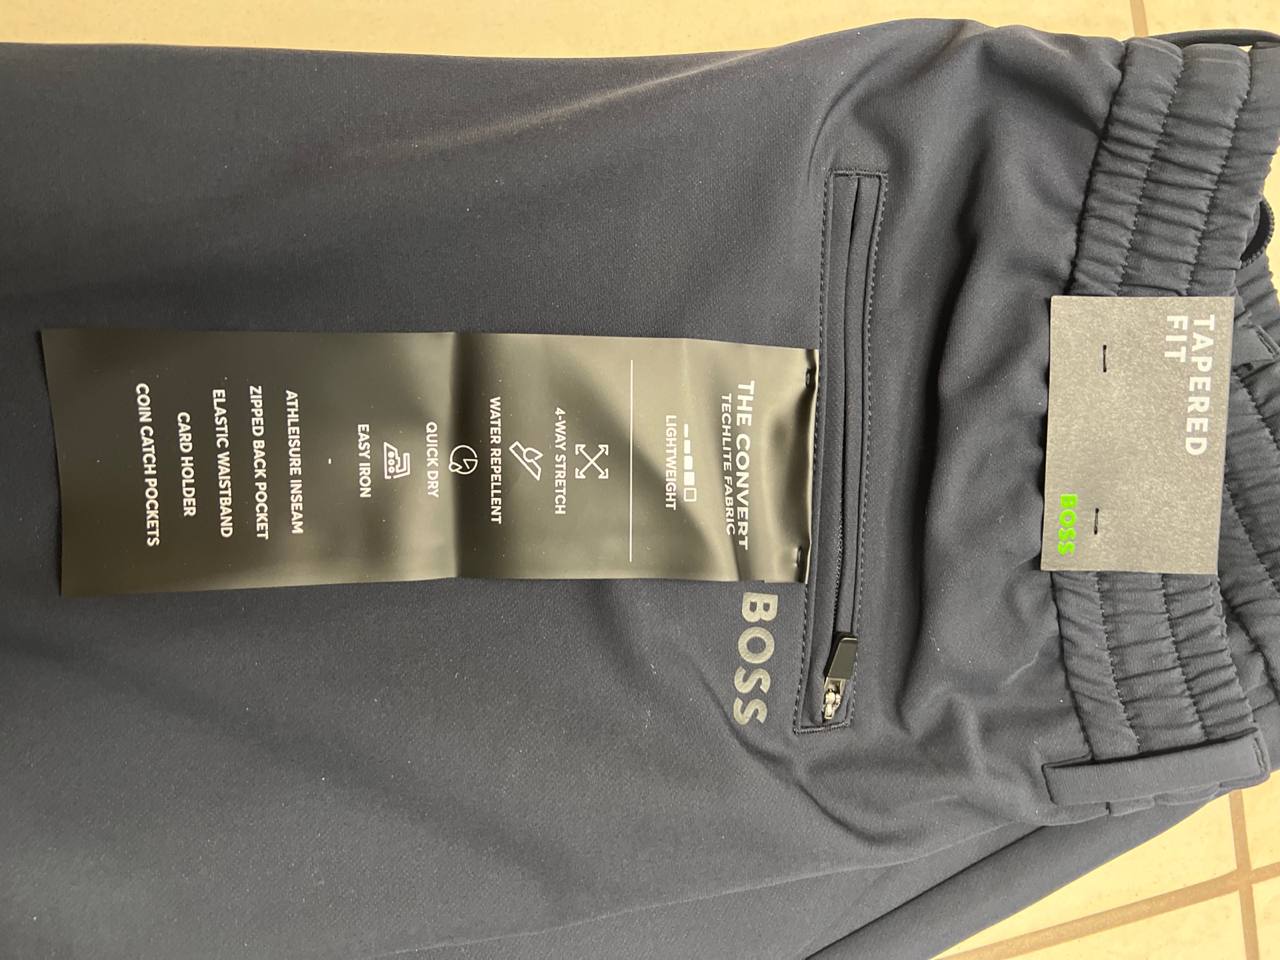 TAPERED
FIT
BOSS
THE CONVERT
TECHLITE FABRIC
LIGHTWEIGHT
4-WAY STRETCH
WATER REPELLENT
QUICK DRY
EASY IRON
-
ATHLEISURE INSEAM
ZIPPED BACK POCKET
ELASTIC WAISTBAND
CARD HOLDER
COIN CATCH POCKETS
BOSS